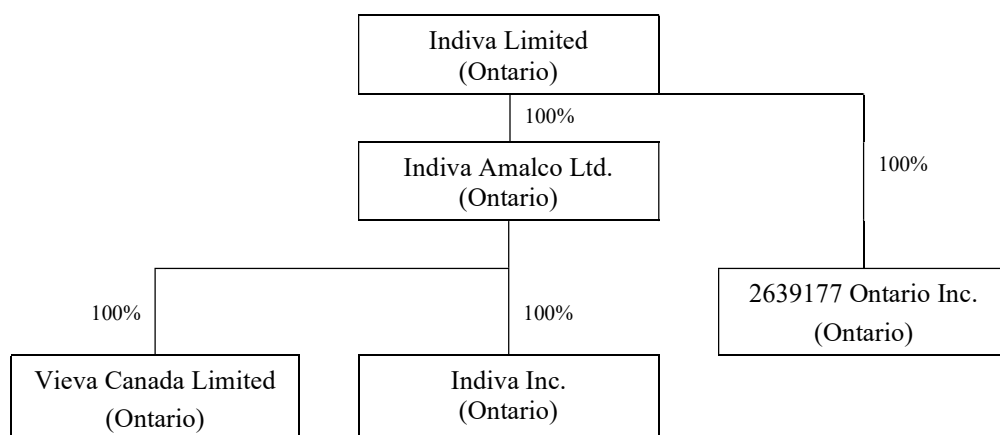 Indiva Limited
(Ontario)
100%
Indiva Amalco Ltd.
(Ontario)
100%
2639177 Ontario Inc.
(Ontario)
100%
100%
Vieva Canada Limited
(Ontario)
Indiva Inc.
(Ontario)